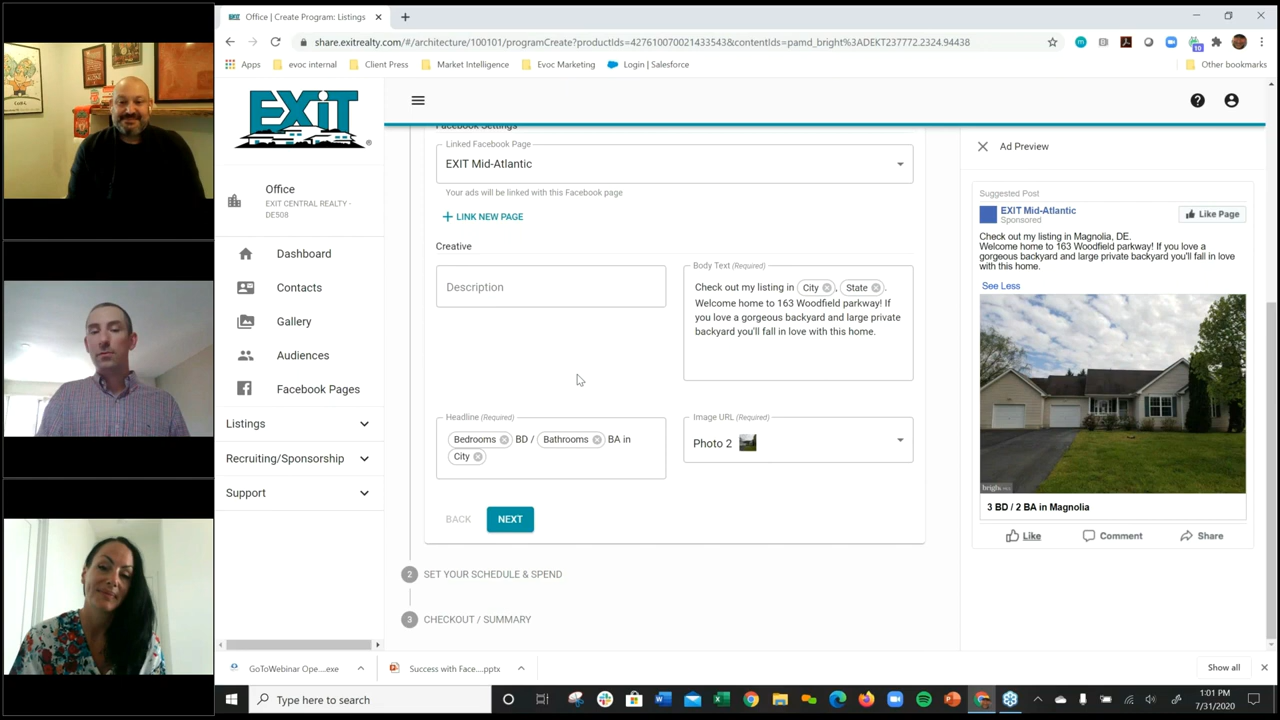 Office | Create Program: Listings
share.exitrealty.com/#/architecture/100101/programCreate?productIds=427610070021433543&contentIds=pamd_bright%3ADEKT237772.2324.94438
Apps
evoc internal
Client Press
Market Intelligence
Evoc Marketing
Login | Salesforce
Other bookmarks
10
EXIT
®
Office
EXIT CENTRAL REALTY -
DE508
Dashboard
Contacts
Gallery
Audiences
Facebook Pages
Listings
Recruiting/Sponsorship
Support
Facebook Settings
Linked Facebook Page
EXIT Mid-Atlantic
Your ads will be linked with this Facebook page
+ LINK NEW PAGE
Creative
Description
Body Text (Required)
Check out my listing in City, State.
Welcome home to 163 Woodfield parkway! If
you love a gorgeous backyard and large private
backyard you'll fall in love with this home.
Headline (Required)
Bedrooms BD / Bathrooms BA in
City
Image URL (Required)
Photo 2
BACK
NEXT
2 SET YOUR SCHEDULE & SPEND
3 CHECKOUT / SUMMARY
Ad Preview
Suggested Post
EXIT Mid-Atlantic
Sponsored
Like Page
Check out my listing in Magnolia, DE.
Welcome home to 163 Woodfield parkway! If you love a
gorgeous backyard and large private backyard you'll fall in love
with this home.
See Less
bright MLS
3 BD / 2 BA in Magnolia
Like
Comment
Share
GoToWebinar Ope....exe
Success with Face....pptx
Show all
Type here to search
1:01 PM
7/31/2020